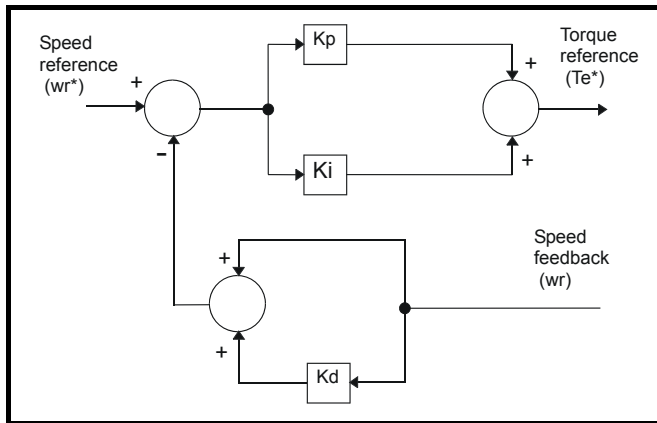 Speed
reference
(wr*)
+
-
Kp
Ki
+
+
Torque
reference
(Te*)
+
+
Kd
Speed
feedback
(wr)